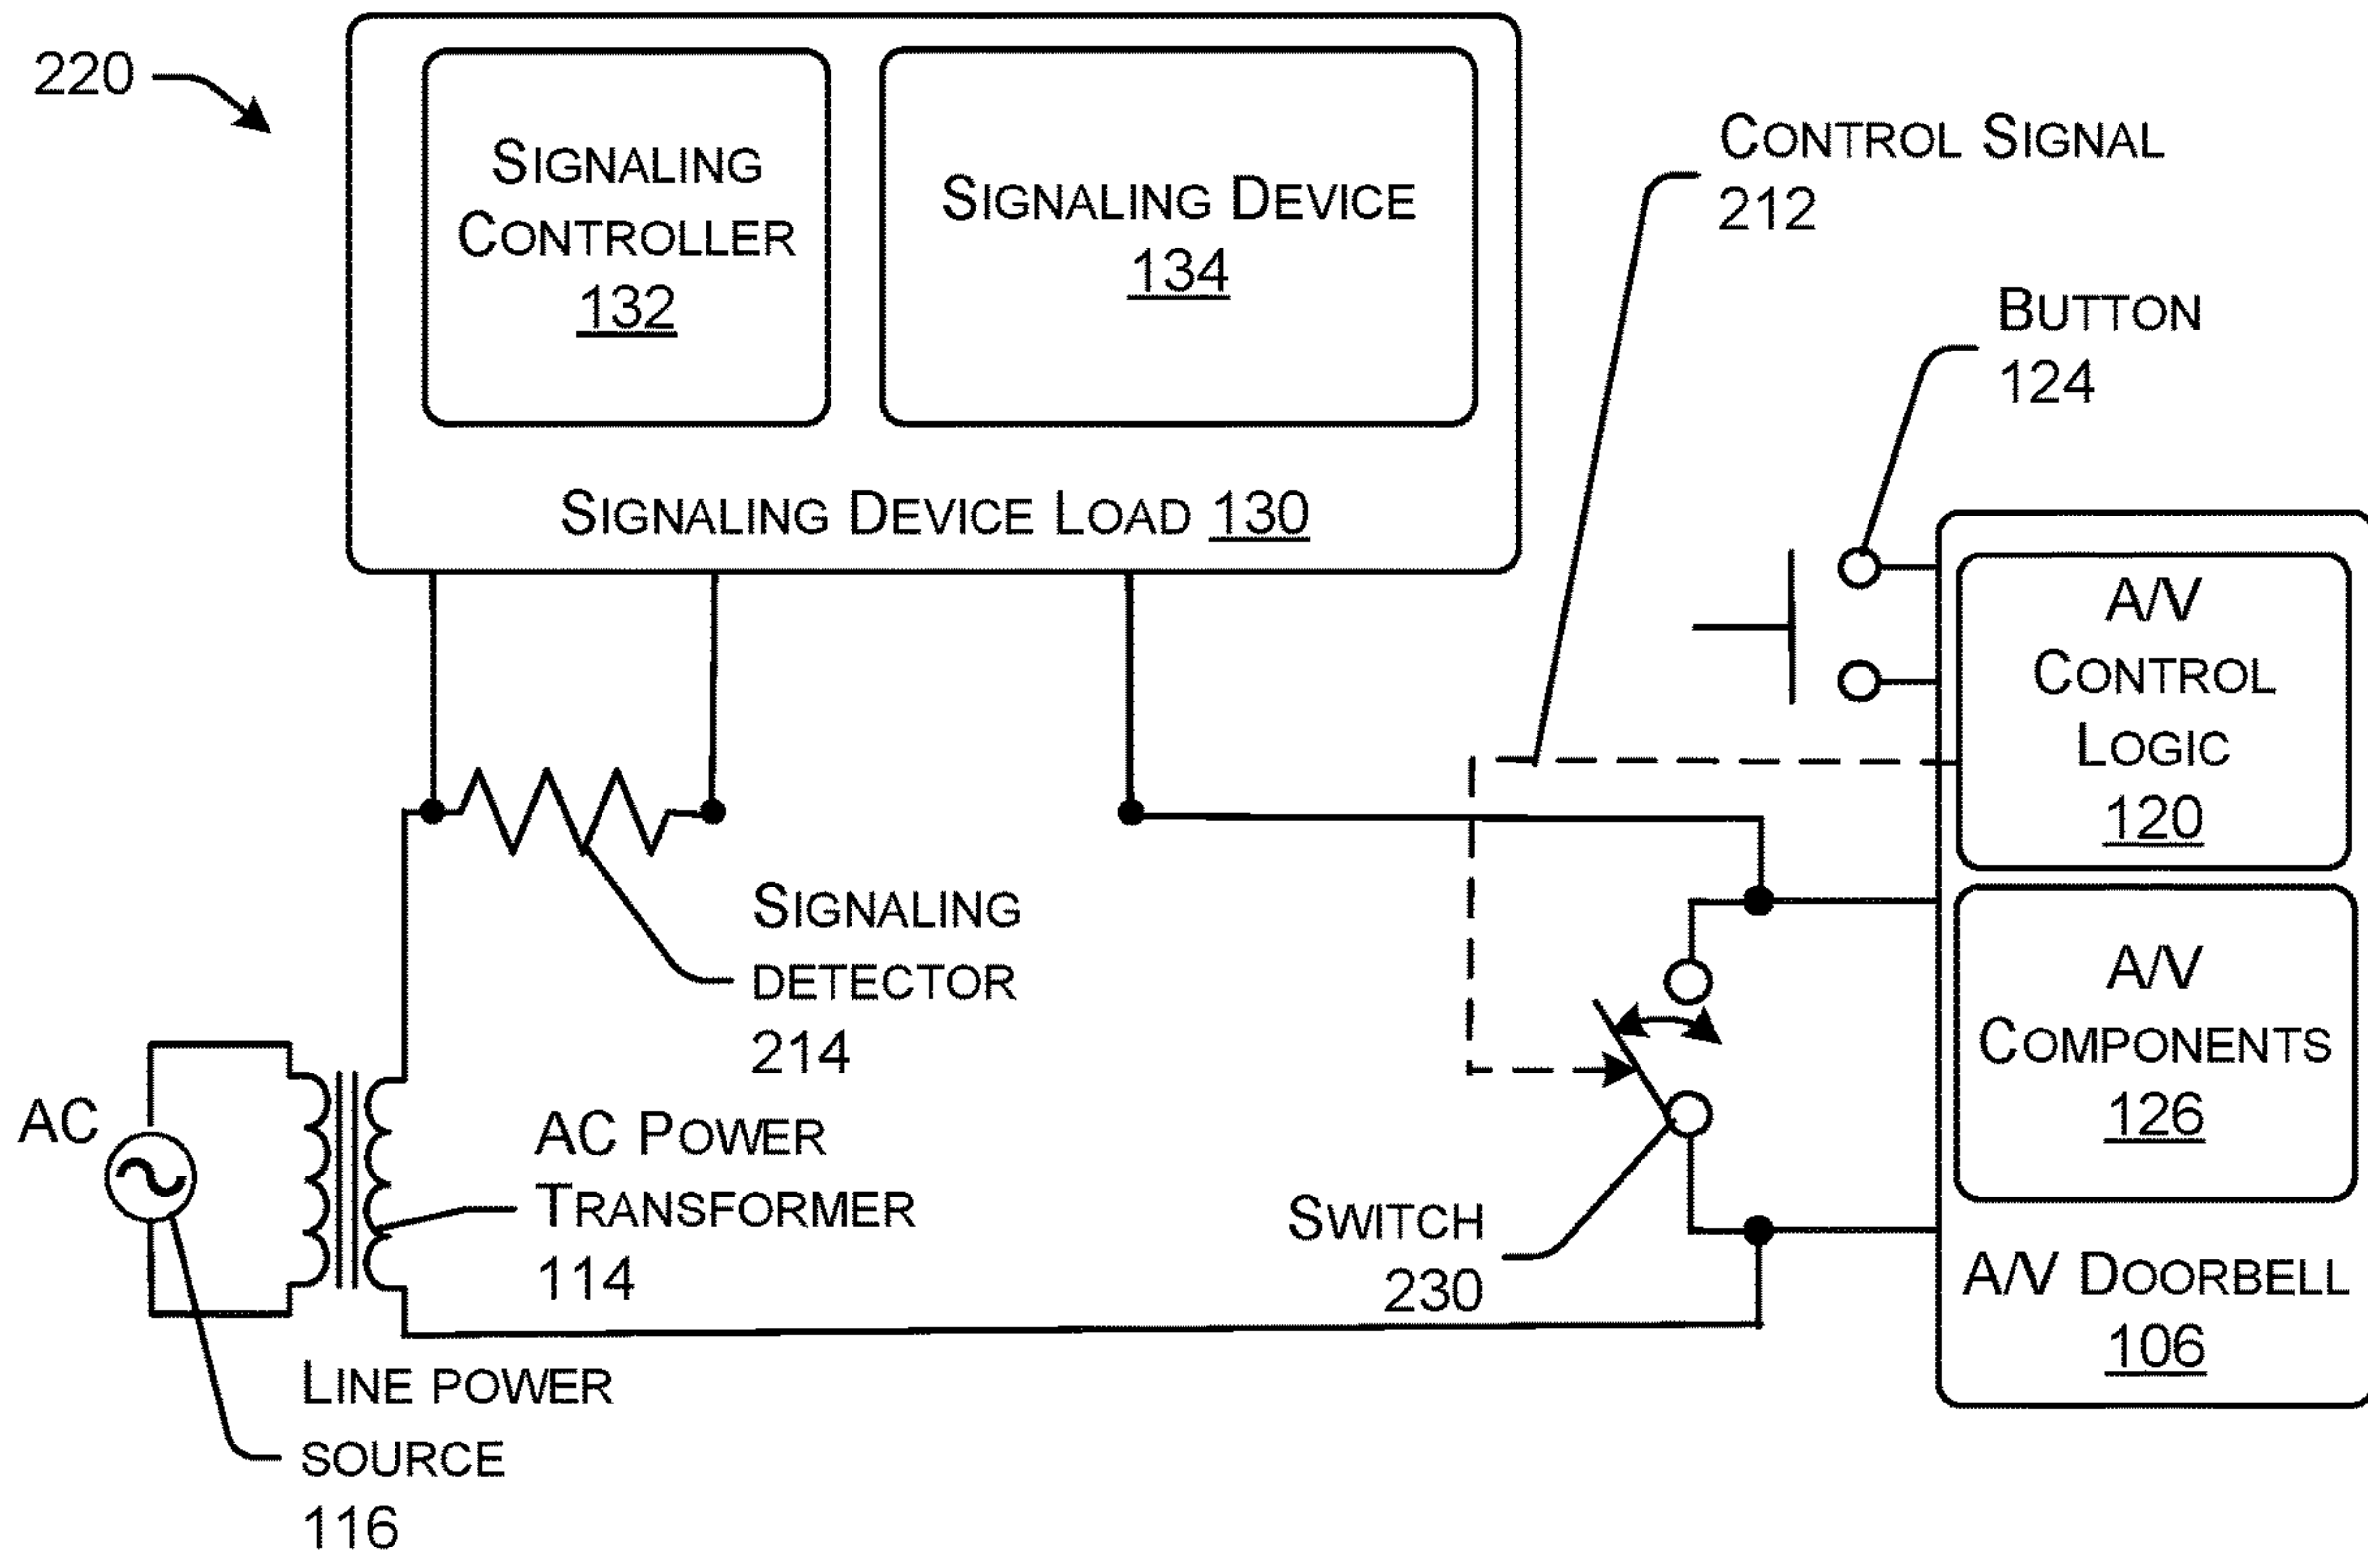 220
SIGNALING
CONTROLLER
132
SIGNALING DEVICE
134
SIGNALING DEVICE LOAD 130
CONTROL SIGNAL
212
BUTTON
124
A/V
CONTROL
LOGIC
120
A/V
COMPONENTS
126
A/V DOORBELL
106
SIGNALING
DETECTOR
214
AC
AC POWER
TRANSFORMER
114
SWITCH
230
LINE POWER
SOURCE
116